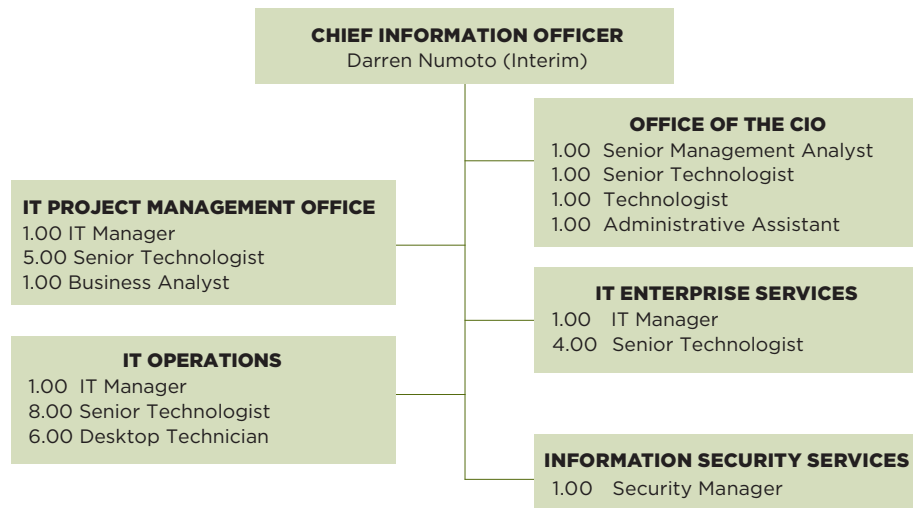 CHIEF INFORMATION OFFICER
Darren Numoto (Interim)
OFFICE OF THE CIO
1.00 Senior Management Analyst
1.00 Senior Technologist
1.00 Technologist
1.00 Administrative Assistant
IT PROJECT MANAGEMENT OFFICE
1.00 IT Manager
5.00 Senior Technologist
1.00 Business Analyst
IT ENTERPRISE SERVICES
1.00 IT Manager
4.00 Senior Technologist
IT OPERATIONS
1.00 IT Manager
8.00 Senior Technologist
6.00 Desktop Technician
INFORMATION SECURITY SERVICES
1.00 Security Manager